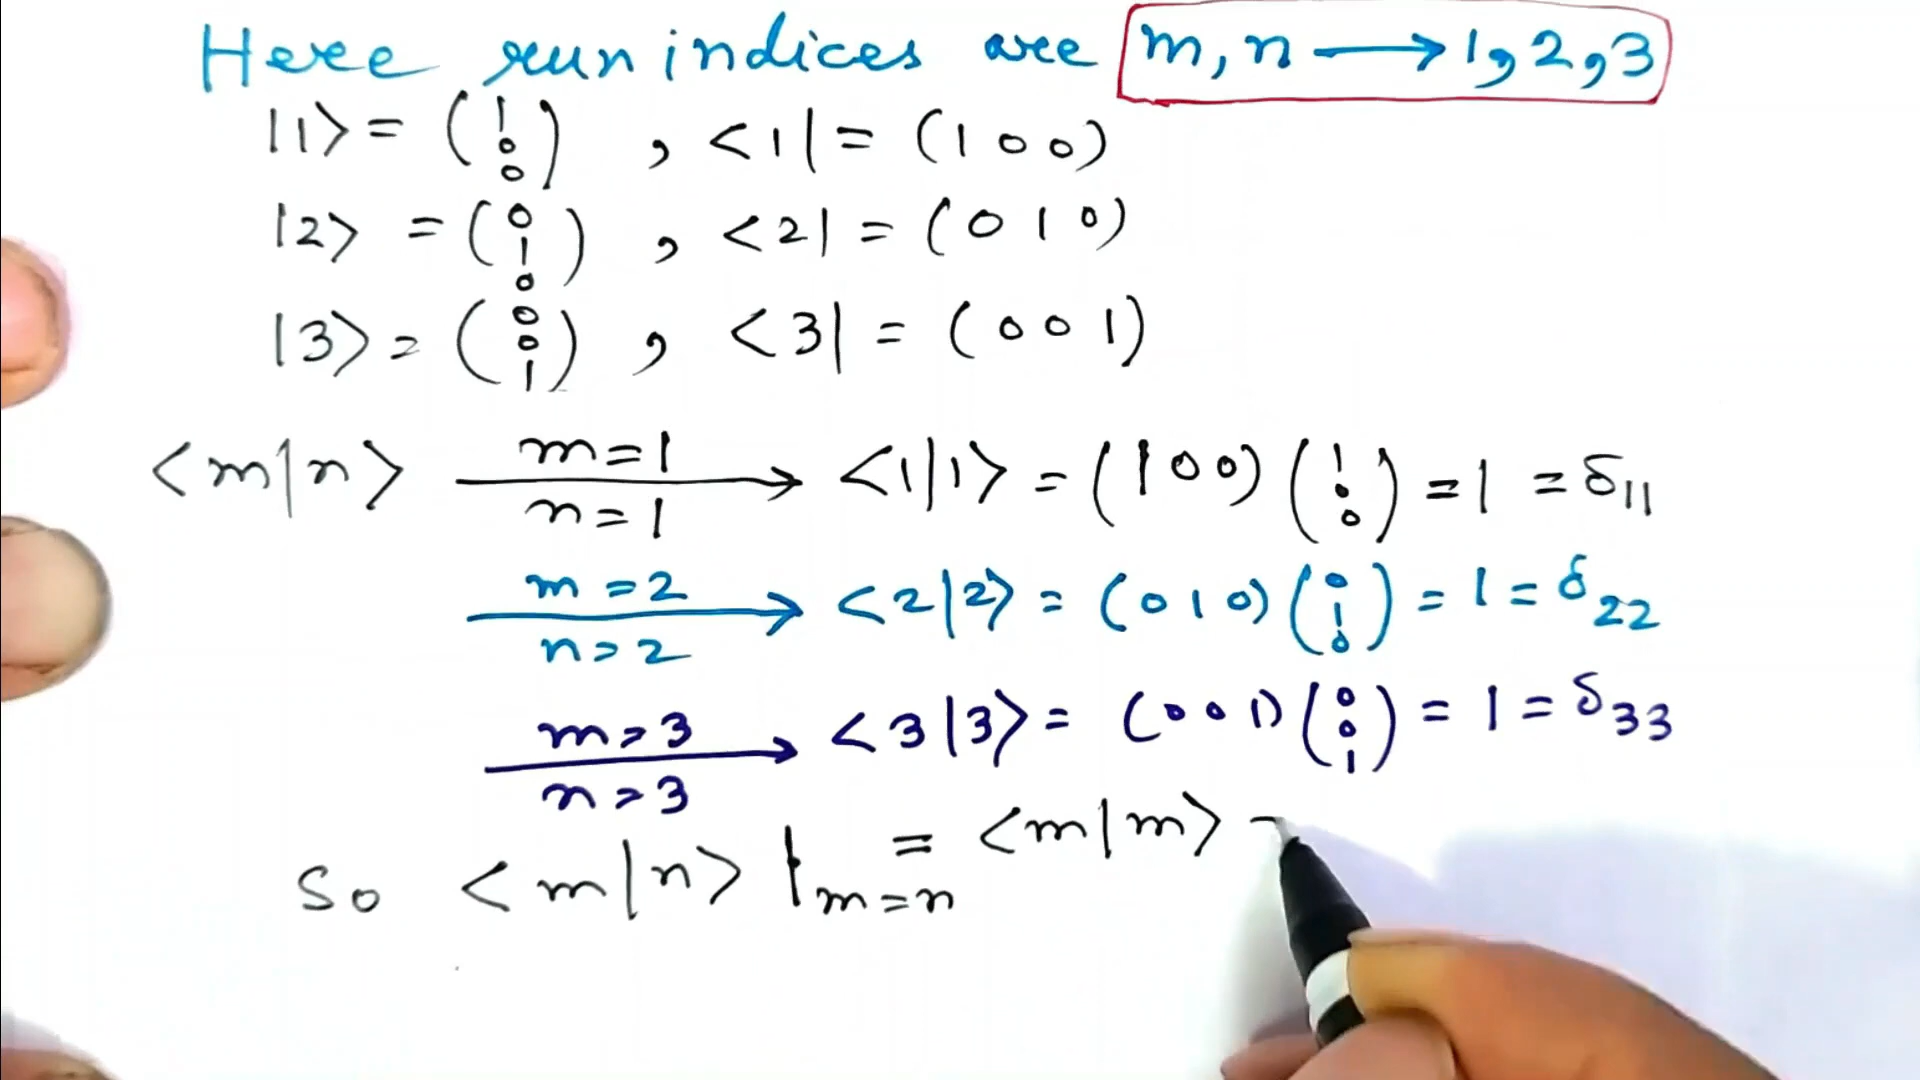 Here run indices are m, n ⟶ 1, 2, 3
|1> = (1 0 0) , <1| = (1 0 0)
|2> = (0 1 0) , <2| = (0 1 0)
|3> = (0 0 1) , <3| = (0 0 1)
<m|n> m=1 n=1 ⟶ <1|1> = (1 0 0) (1 0 0) = 1 = δ₁₁
m=2 n=2 ⟶ <2|2> = (0 1 0) (0 1 0) = 1 = δ₂₂
m=3 n=3 ⟶ <3|3> = (0 0 1) (0 0 1) = 1 = δ₃₃
So <m|n> |m=n = <m|m> -